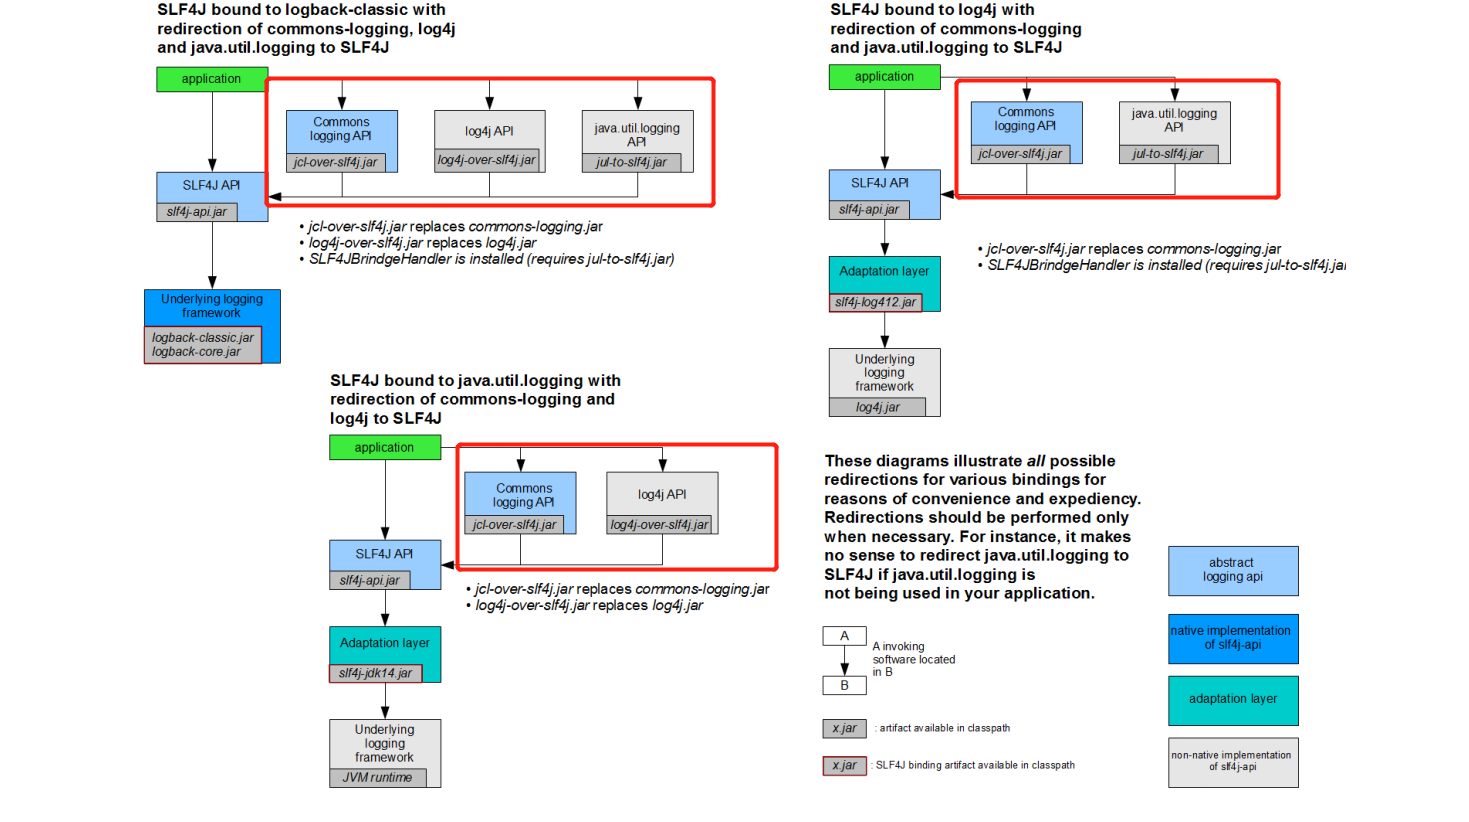 SLF4J bound to logback-classic with
redirection of commons-logging, log4j
and java.util.logging to SLF4J
application
Commons
logging API
jcl-over-slf4j.jar
log4j API
log4j-over-slf4j.jar
java.util.logging
API
jul-to-slf4j.jar
SLF4J API
slf4j-api.jar
• jcl-over-slf4j.jar replaces commons-logging.jar
• log4j-over-slf4j.jar replaces log4j.jar
• SLF4JBrindgeHandler is installed (requires jul-to-slf4j.jar)
Underlying logging
framework
logback-classic.jar
logback-core.jar
SLF4J bound to log4j with
redirection of commons-logging
and java.util.logging to SLF4J
application
Commons
logging API
jcl-over-slf4j.jar
java.util.logging
API
jul-to-slf4j.jar
SLF4J API
slf4j-api.jar
• jcl-over-slf4j.jar replaces commons-logging.jar
• SLF4JBrindgeHandler is installed (requires jul-to-slf4j.jar
Adaptation layer
slf4j-log412.jar
Underlying
logging
framework
log4j.jar
SLF4J bound to java.util.logging with
redirection of commons-logging and
log4j to SLF4J
application
Commons
logging API
jcl-over-slf4j.jar
log4j API
log4j-over-slf4j.jar
SLF4J API
slf4j-api.jar
• jcl-over-slf4j.jar replaces commons-logging.jar
• log4j-over-slf4j.jar replaces log4j.jar
Adaptation layer
slf4j-jdk14.jar
Underlying
logging
framework
JVM runtime
These diagrams illustrate all possible
redirections for various bindings for
reasons of convenience and expediency.
Redirections should be performed only
when necessary. For instance, it makes
no sense to redirect java.util.logging to
SLF4J if java.util.logging is
not being used in your application.
A
A invoking
software located
in B
B
x.jar : artifact available in classpath
x.jar : SLF4J binding artifact available in classpath
abstract
logging api
native implementation
of slf4j-api
adaptation layer
non-native implementation
of slf4j-api